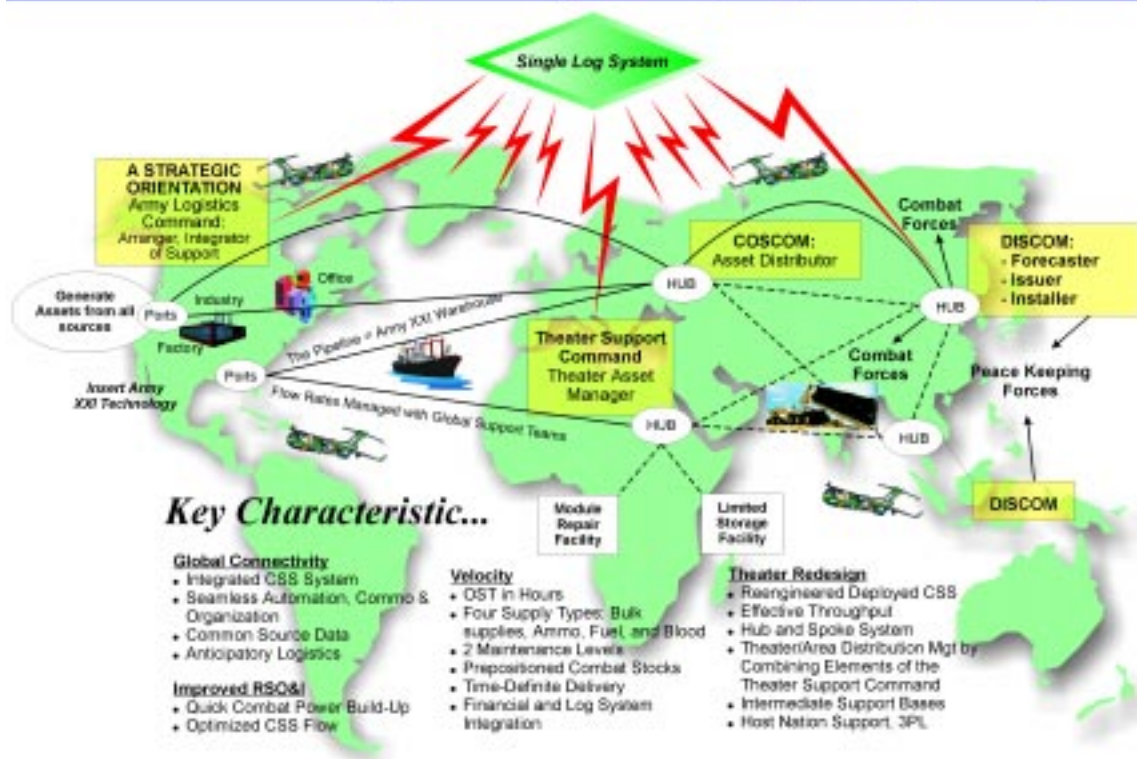 Single Log System
A STRATEGIC
ORIENTATION
Army Logistics
Command:
Arranger, Integrator
of Support
Combat
Forces
COSCOM:
Asset Distributor
DISCOM:
- Forecaster
- Issuer
- Installer
Generate
Assets from all
sources
Ports
Industry
Office
Factory
HUB
HUB
The Pipeline = Army XXI Warehouse
Theater Support
Command
Theater Asset
Manager
Combat
Forces
Peace Keeping
Forces
Insert Army
XXI Technology
Ports
Flow Rates Managed with Global Support Teams
HUB
HUB
DISCOM
Module
Repair
Facility
Limited
Storage
Facility
Key Characteristic...
Global Connectivity
• Integrated CSS System
• Seamless Automation, Commo &
Organization
• Common Source Data
• Anticipatory Logistics
Improved RSO&I
• Quick Combat Power Build-Up
• Optimized CSS Flow
Velocity
• OST in Hours
• Four Supply Types: Bulk
supplies, Ammo, Fuel, and Blood
• 2 Maintenance Levels
• Prepositioned Combat Stocks
• Time-Definite Delivery
• Financial and Log System
Integration
Theater Redesign
• Reengineered Deployed CSS
• Effective Throughput
• Hub and Spoke System
• Theater/Area Distribution Mgt by
Combining Elements of the
Theater Support Command
• Intermediate Support Bases
• Host Nation Support, 3PL